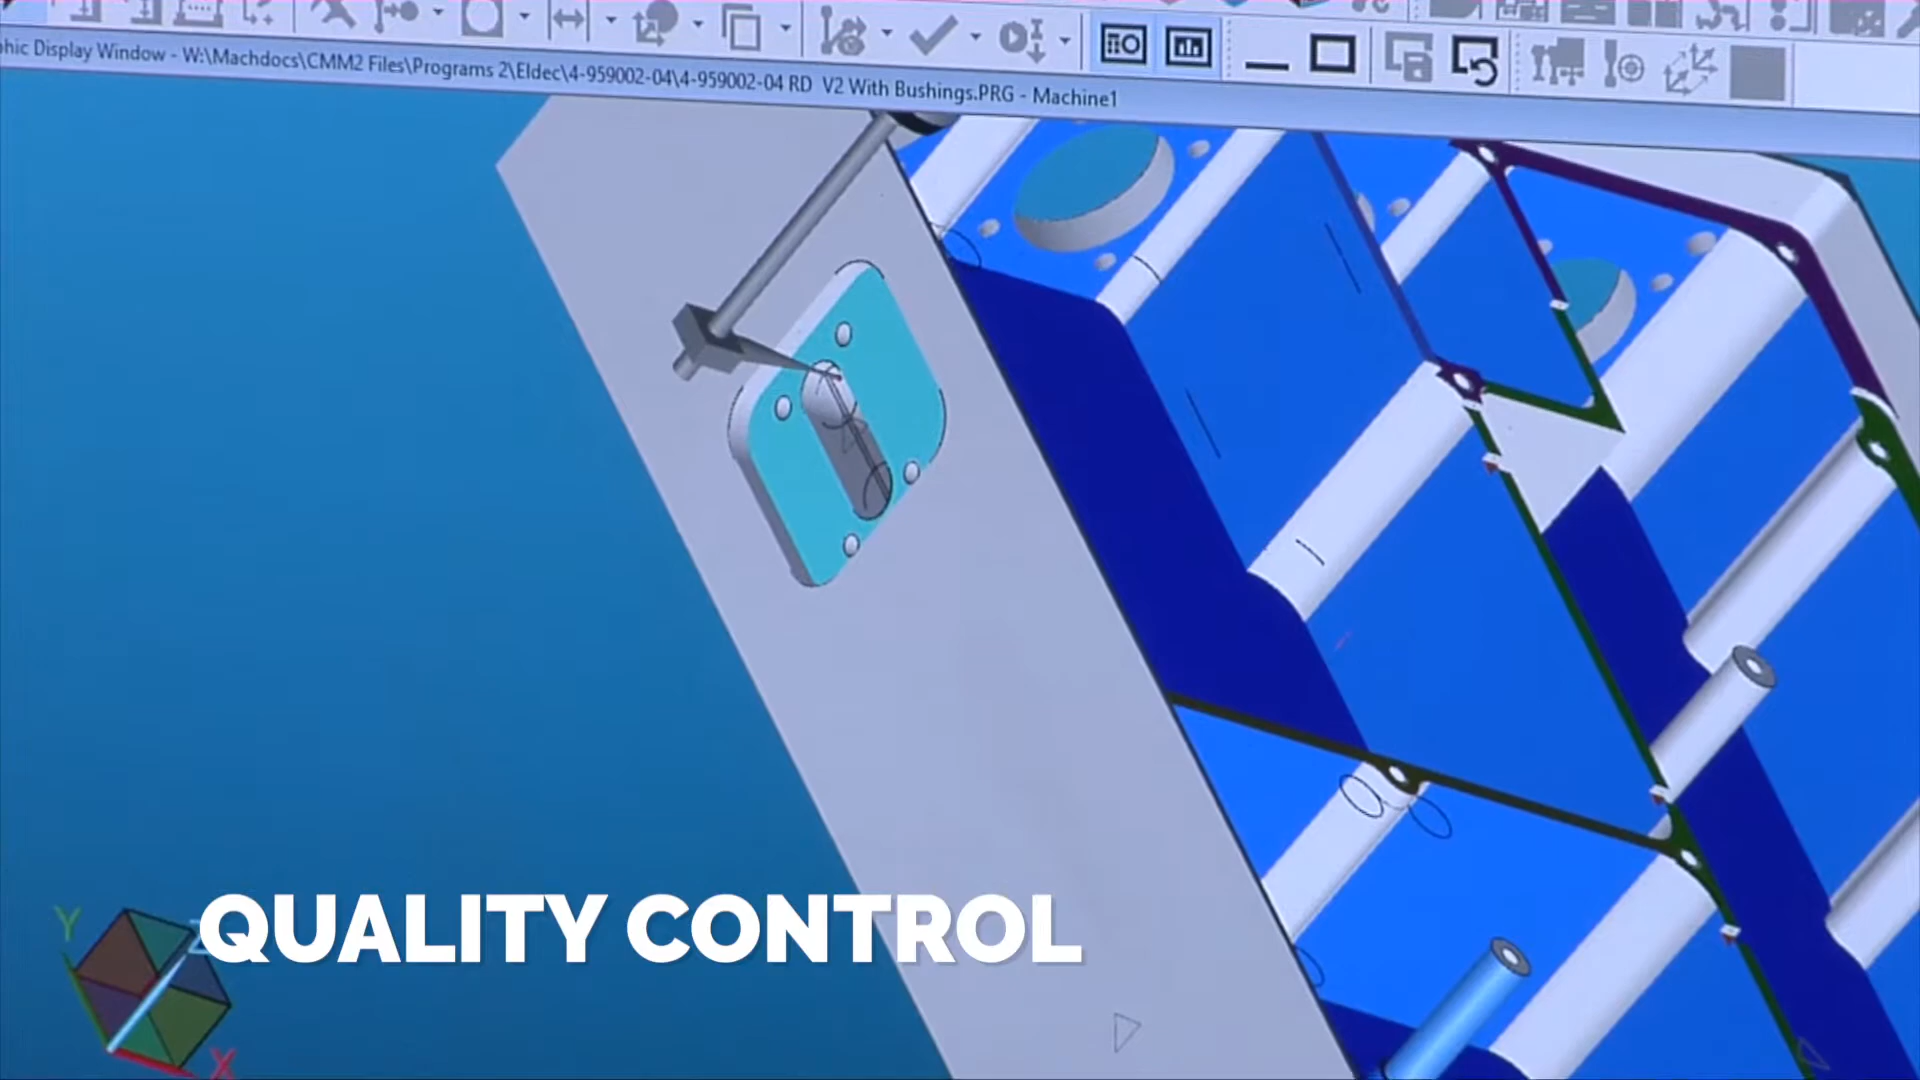 hic Display Window - W:\Machdocs\CMM2 Files\Programs 2\Eldec\4-959002-04\4-959002-04 RD V2 With Bushings.PRG - Machine1
QUALITY CONTROL
Y
Z
X